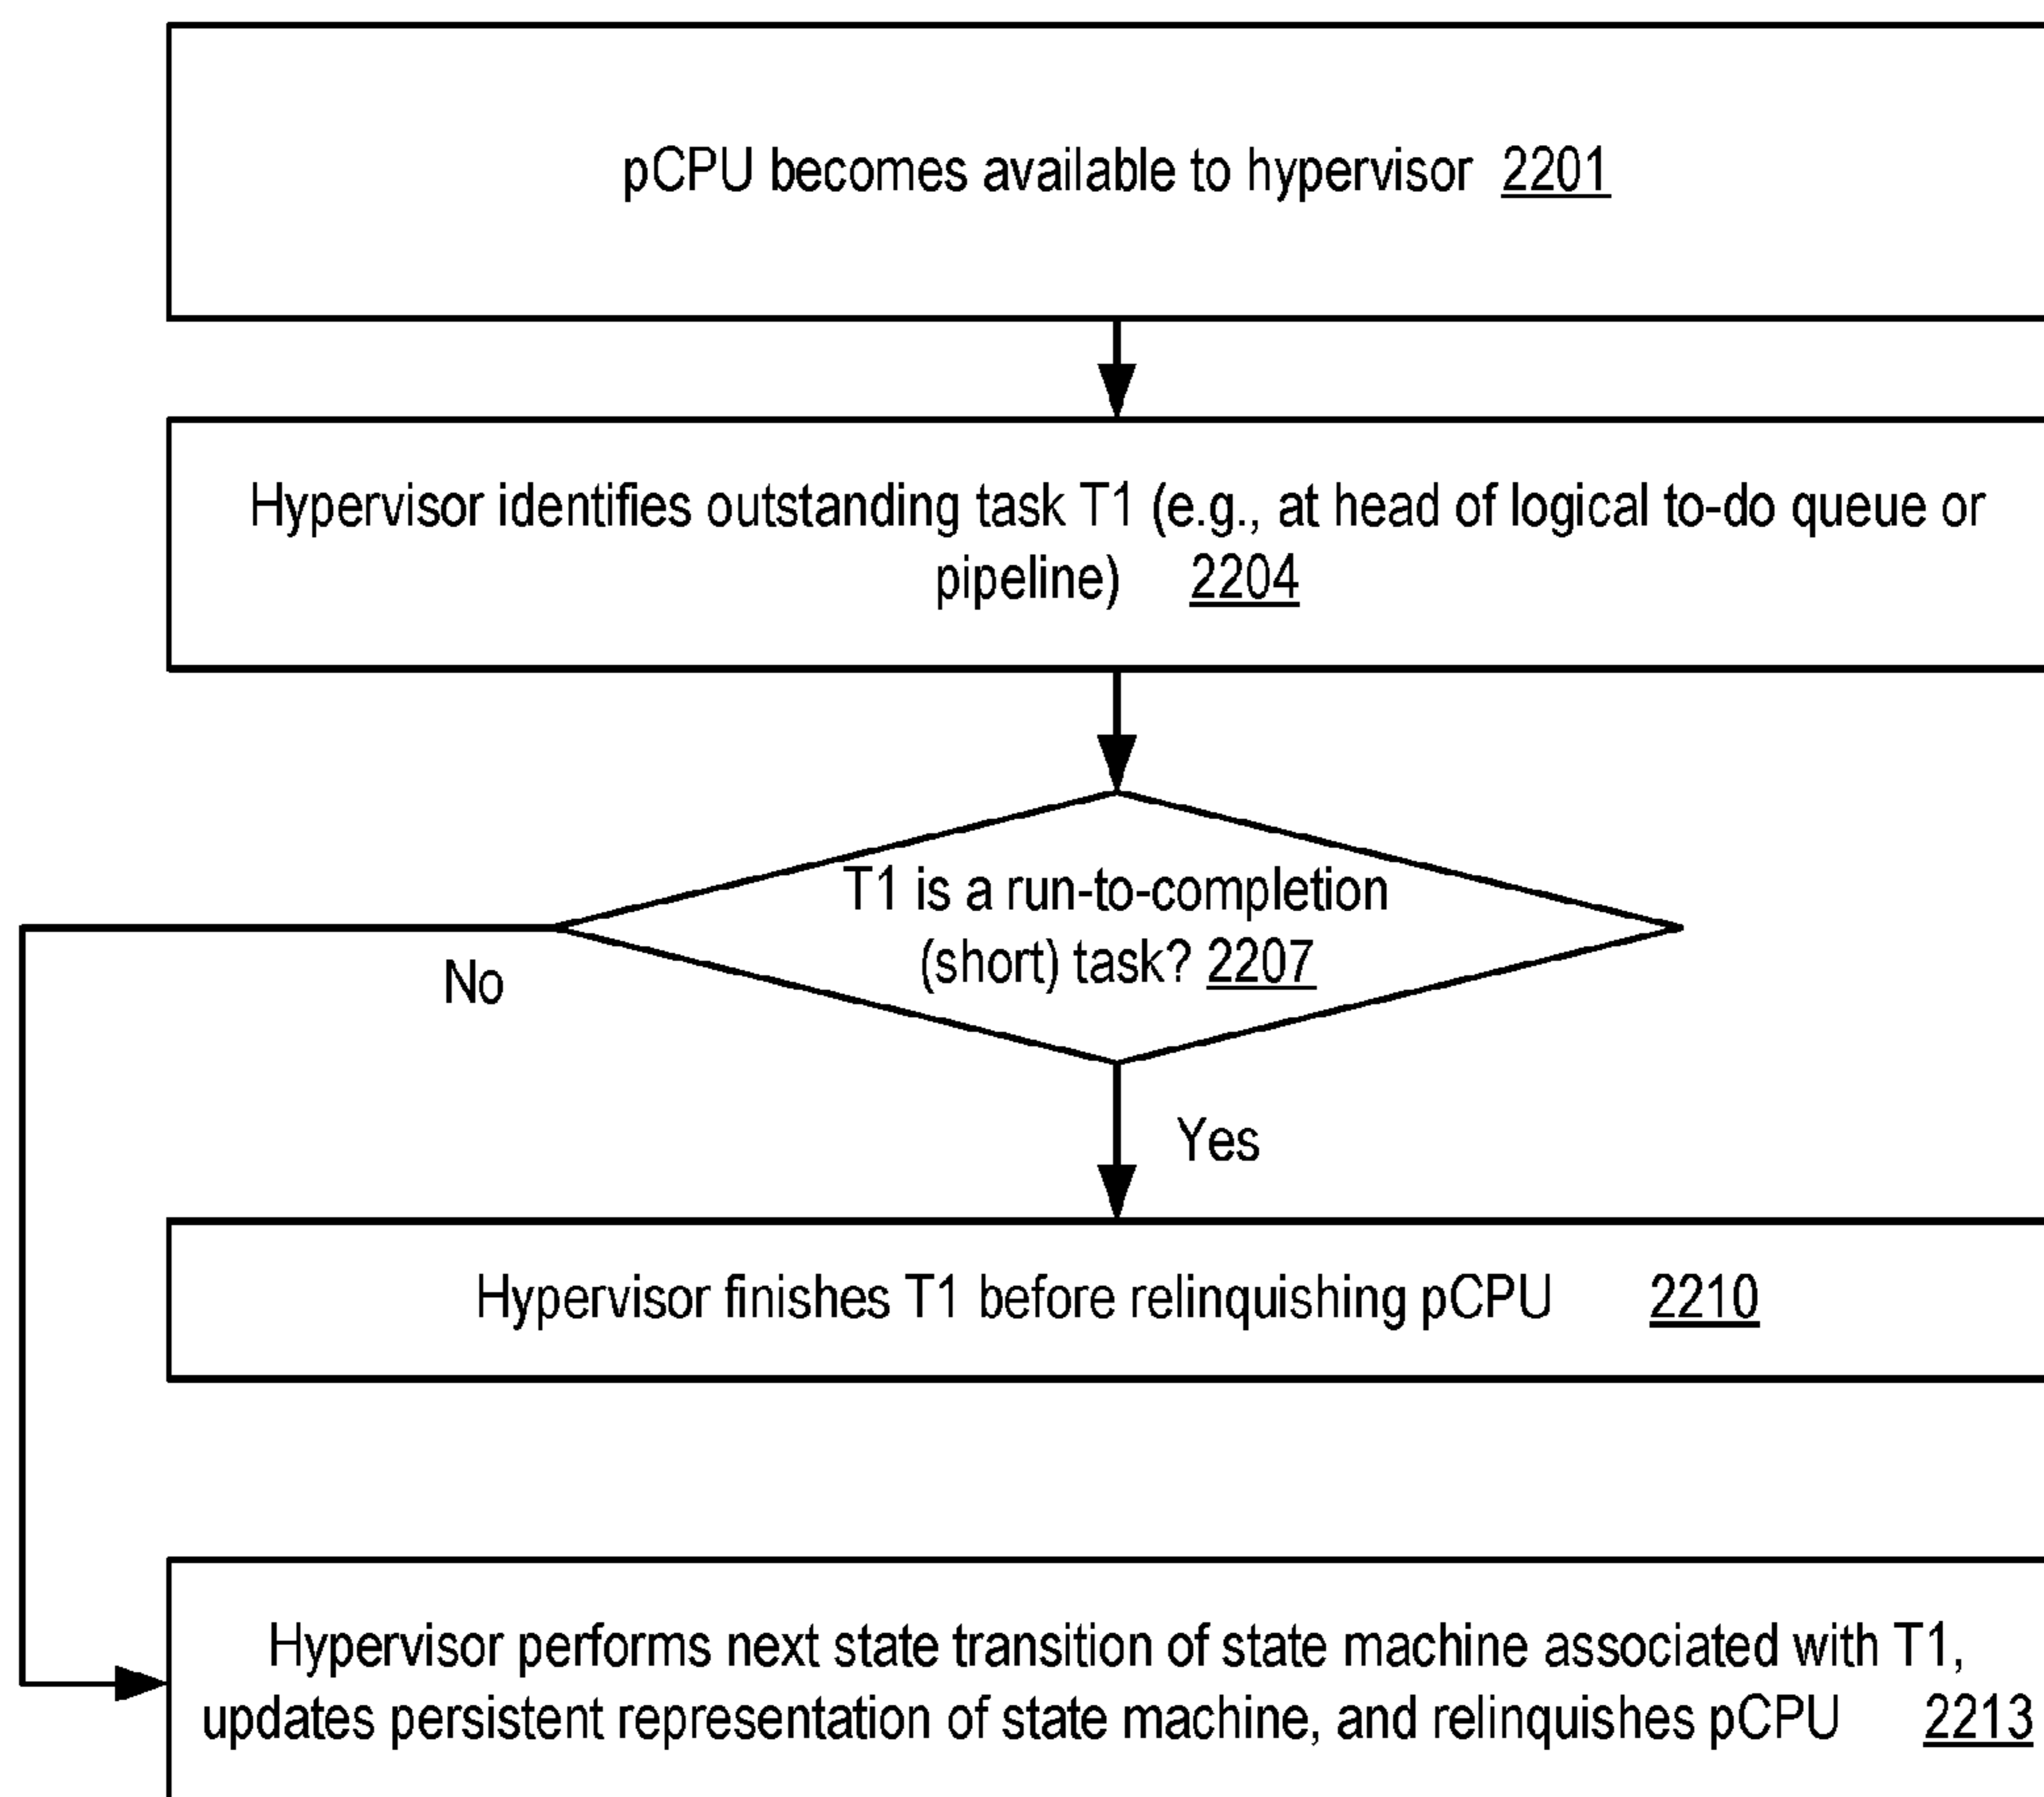 pCPU becomes available to hypervisor 2201
Hypervisor identifies outstanding task T1 (e.g., at head of logical to-do queue or
pipeline) 2204
T1 is a run-to-completion
(short) task? 2207
No
Yes
Hypervisor finishes T1 before relinquishing pCPU 2210
Hypervisor performs next state transition of state machine associated with T1,
updates persistent representation of state machine, and relinquishes pCPU 2213